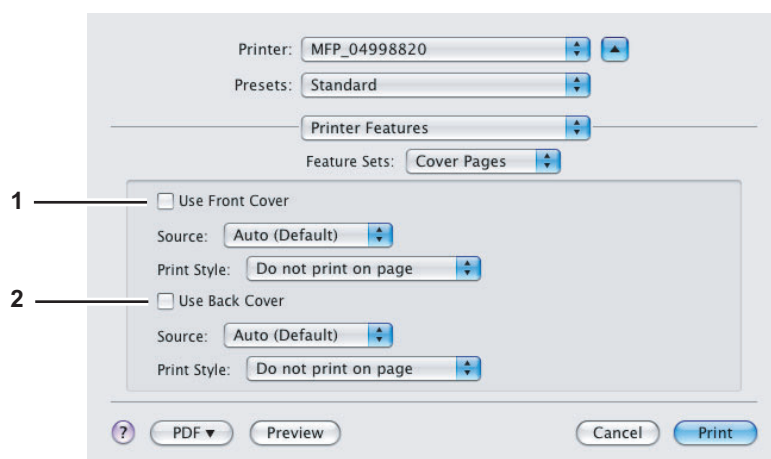 Printer: MFP_04998820
Presets: Standard
Printer Features
Feature Sets: Cover Pages
1 Use Front Cover
Source: Auto (Default)
Print Style: Do not print on page
2 Use Back Cover
Source: Auto (Default)
Print Style: Do not print on page
? PDF ▼ Preview Cancel Print